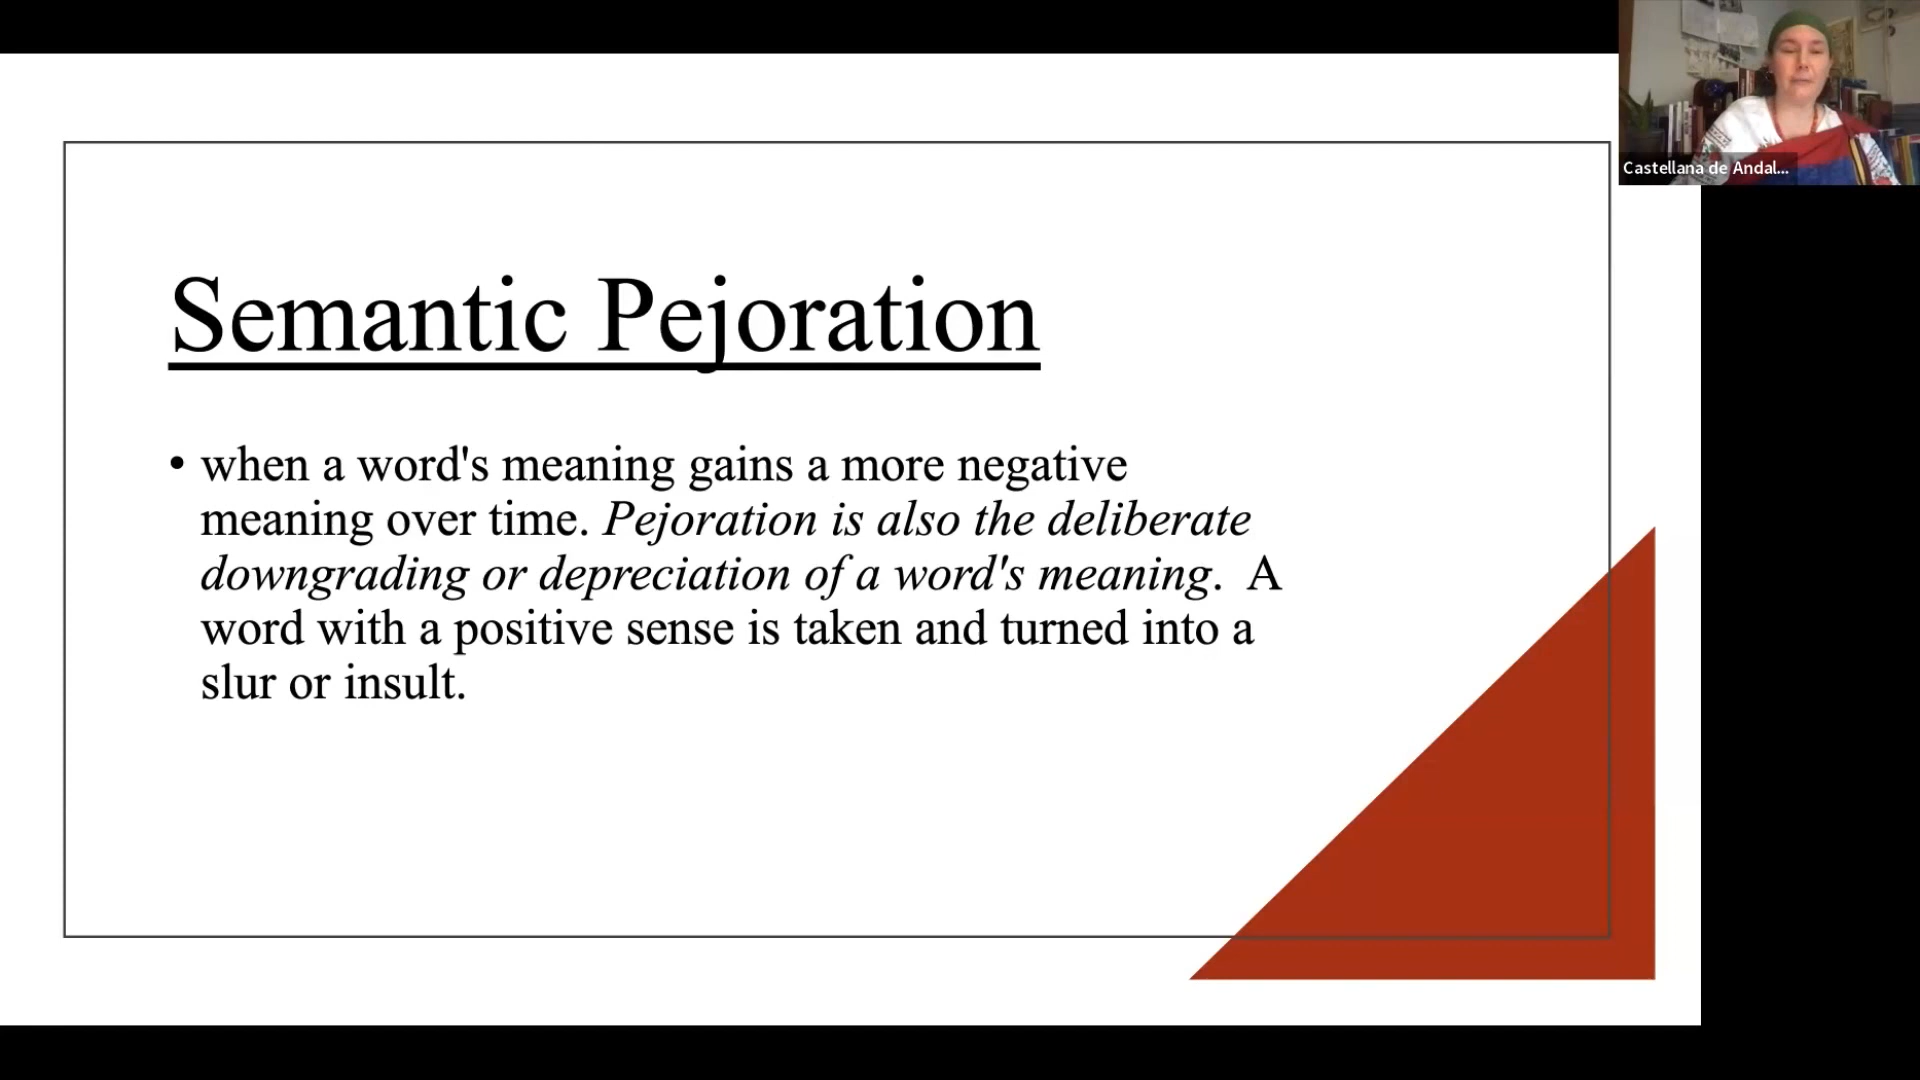 Castellana de Andal...
Semantic Pejoration
• when a word's meaning gains a more negative
meaning over time. Pejoration is also the deliberate
downgrading or depreciation of a word's meaning.  A
word with a positive sense is taken and turned into a
slur or insult.